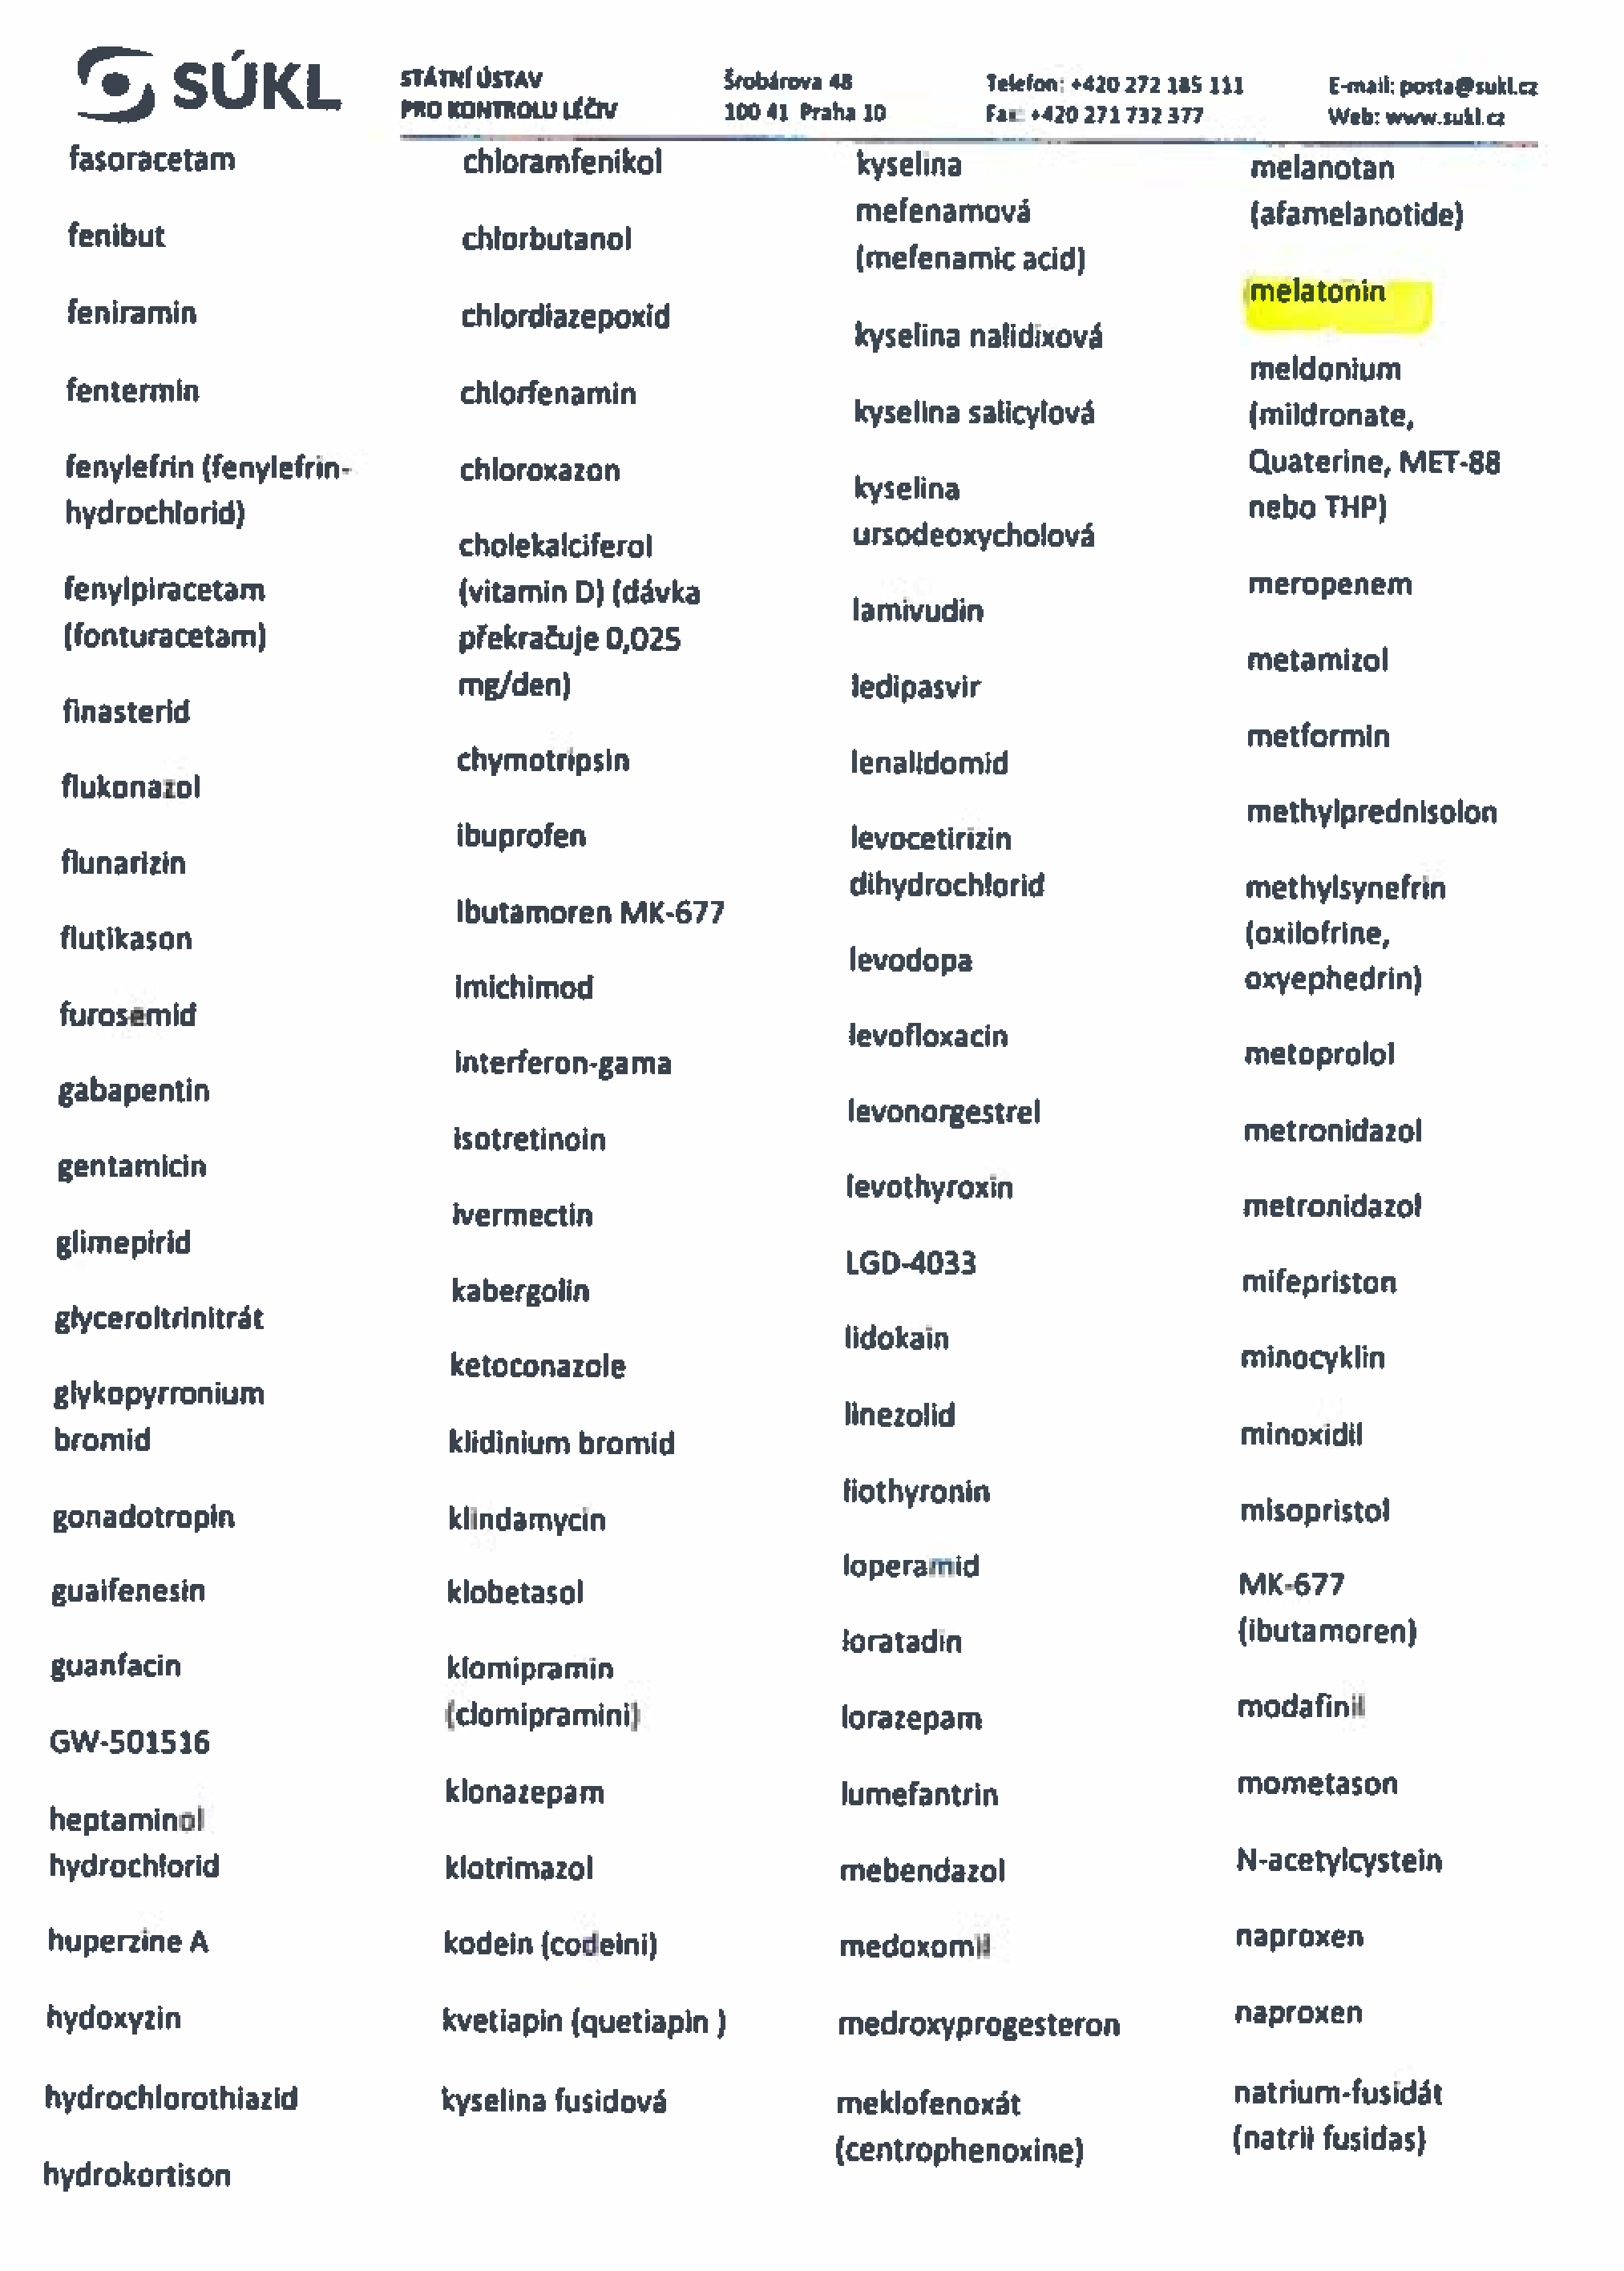 SÚKL
STÁTNÍ ÚSTAV
PRO KONTROLU LÉČIV
Šrobárova 48
100 41 Praha 10
Telefon: +420 272 185 111
Fax: +420 271 732 377
E-mail: posta@sukl.cz
Web: www.sukl.cz
fasoracetam
fenibut
feniramin
fentermin
fenylefrin (fenylefrin-
hydrochlorid)
fenylpiracetam
(fonturacetam)
finasterid
flukonazol
flunarizin
flutikason
furosemid
gabapentin
gentamicin
glimepirid
glyceroltrinitrát
glykopyrronium
bromid
gonadotropin
guaifenesin
guanfacin
GW-501516
heptaminol
hydrochlorid
huperzine A
hydoxyzin
hydrochlorothiazid
hydrokortison
chloramfenikol
chlorbutanol
chlordiazepoxid
chlorfenamin
chloroxazon
cholekalciferol
(vitamin D) (dávka
překračuje 0,025
mg/den)
chymotripsin
ibuprofen
Ibutamoren MK-677
imichimod
interferon-gama
isotretinoin
ivermectin
kabergolin
ketoconazole
klidinium bromid
klindamycin
klobetasol
klomipramin
(clomipramini)
klonazepam
klotrimazol
kodein (codeini)
kvetiapin (quetiapin )
kyselina fusidová
kyselina
mefenamová
(mefenamic acid)
kyselina nalidixová
kyselina salicylová
kyselina
ursodeoxycholová
lamivudin
ledipasvir
lenalidomid
levocetirizin
dihydrochlorid
levodopa
levofloxacin
levonorgestrel
levothyroxin
LGD-4033
lidokain
linezolid
liothyronin
loperamid
loratadin
lorazepam
lumefantrin
mebendazol
medoxomil
medroxyprogesteron
meklofenoxát
(centrophenoxine)
melanotan
(afamelanotide)
melatonin
meldonium
(mildronate,
Quaterine, MET-88
nebo THP)
meropenem
metamizol
metformin
methylprednisolon
methylsynefrin
(oxilofrine,
oxyephedrin)
metoprolol
metronidazol
metronidazol
mifepriston
minocyklin
minoxidil
misopristol
MK-677
(ibutamoren)
modafinil
mometason
N-acetylcystein
naproxen
naproxen
natrium-fusidát
(natrii fusidas)